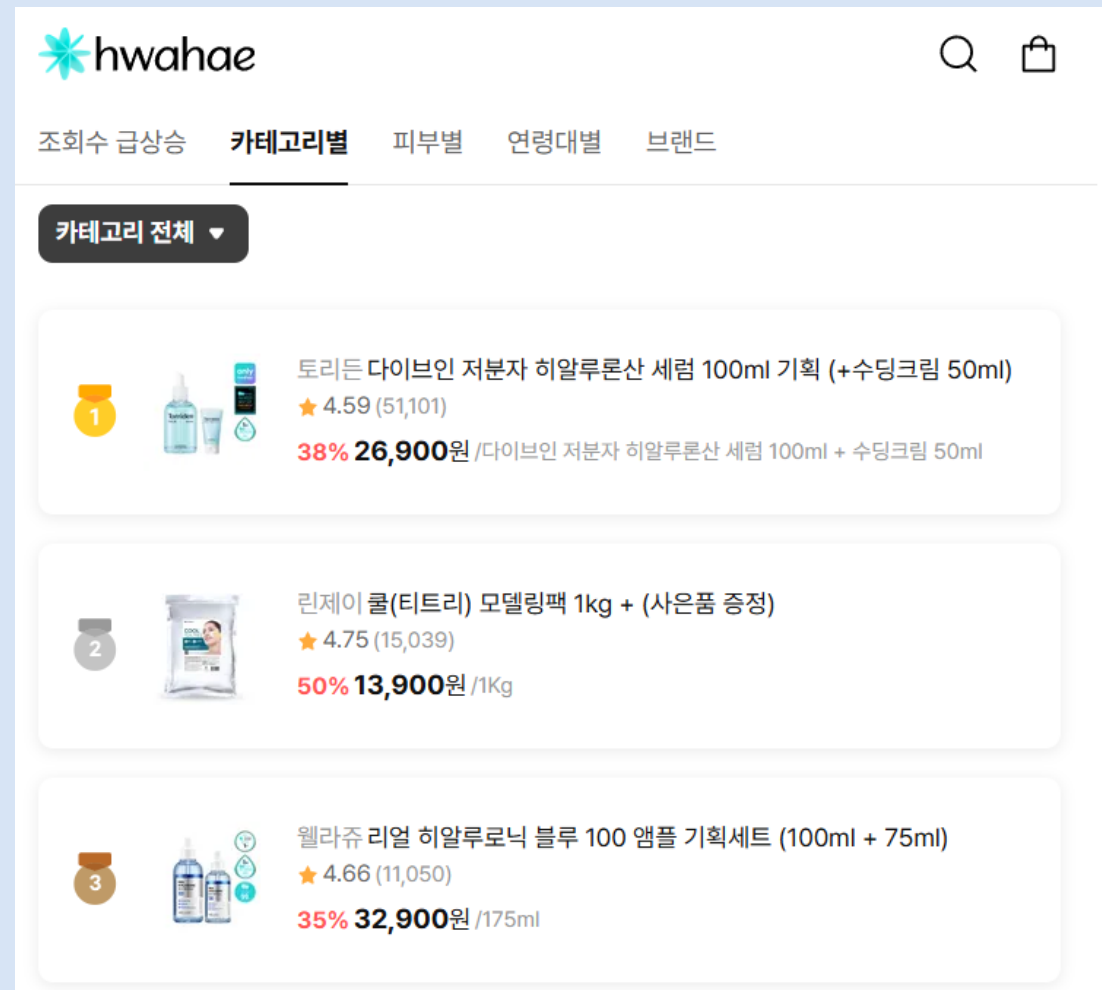 hwahae
조회수 급상승 카테고리별 피부별 연령대별 브랜드
카테고리 전체
1
토리든 다이브인 저분자 히알루론산 세럼 100ml 기획 (+수딩크림 50ml)
4.59 (51,101)
38% 26,900원 /다이브인 저분자 히알루론산 세럼 100ml + 수딩크림 50ml
only
Torriden
2
린제이 쿨(티트리) 모델링팩 1kg + (사은품 증정)
4.75 (15,039)
50% 13,900원 /1Kg
COOL
3
웰라쥬 리얼 히알루로닉 블루 100 앰플 기획세트 (100ml + 75ml)
4.66 (11,050)
35% 32,900원 /175ml